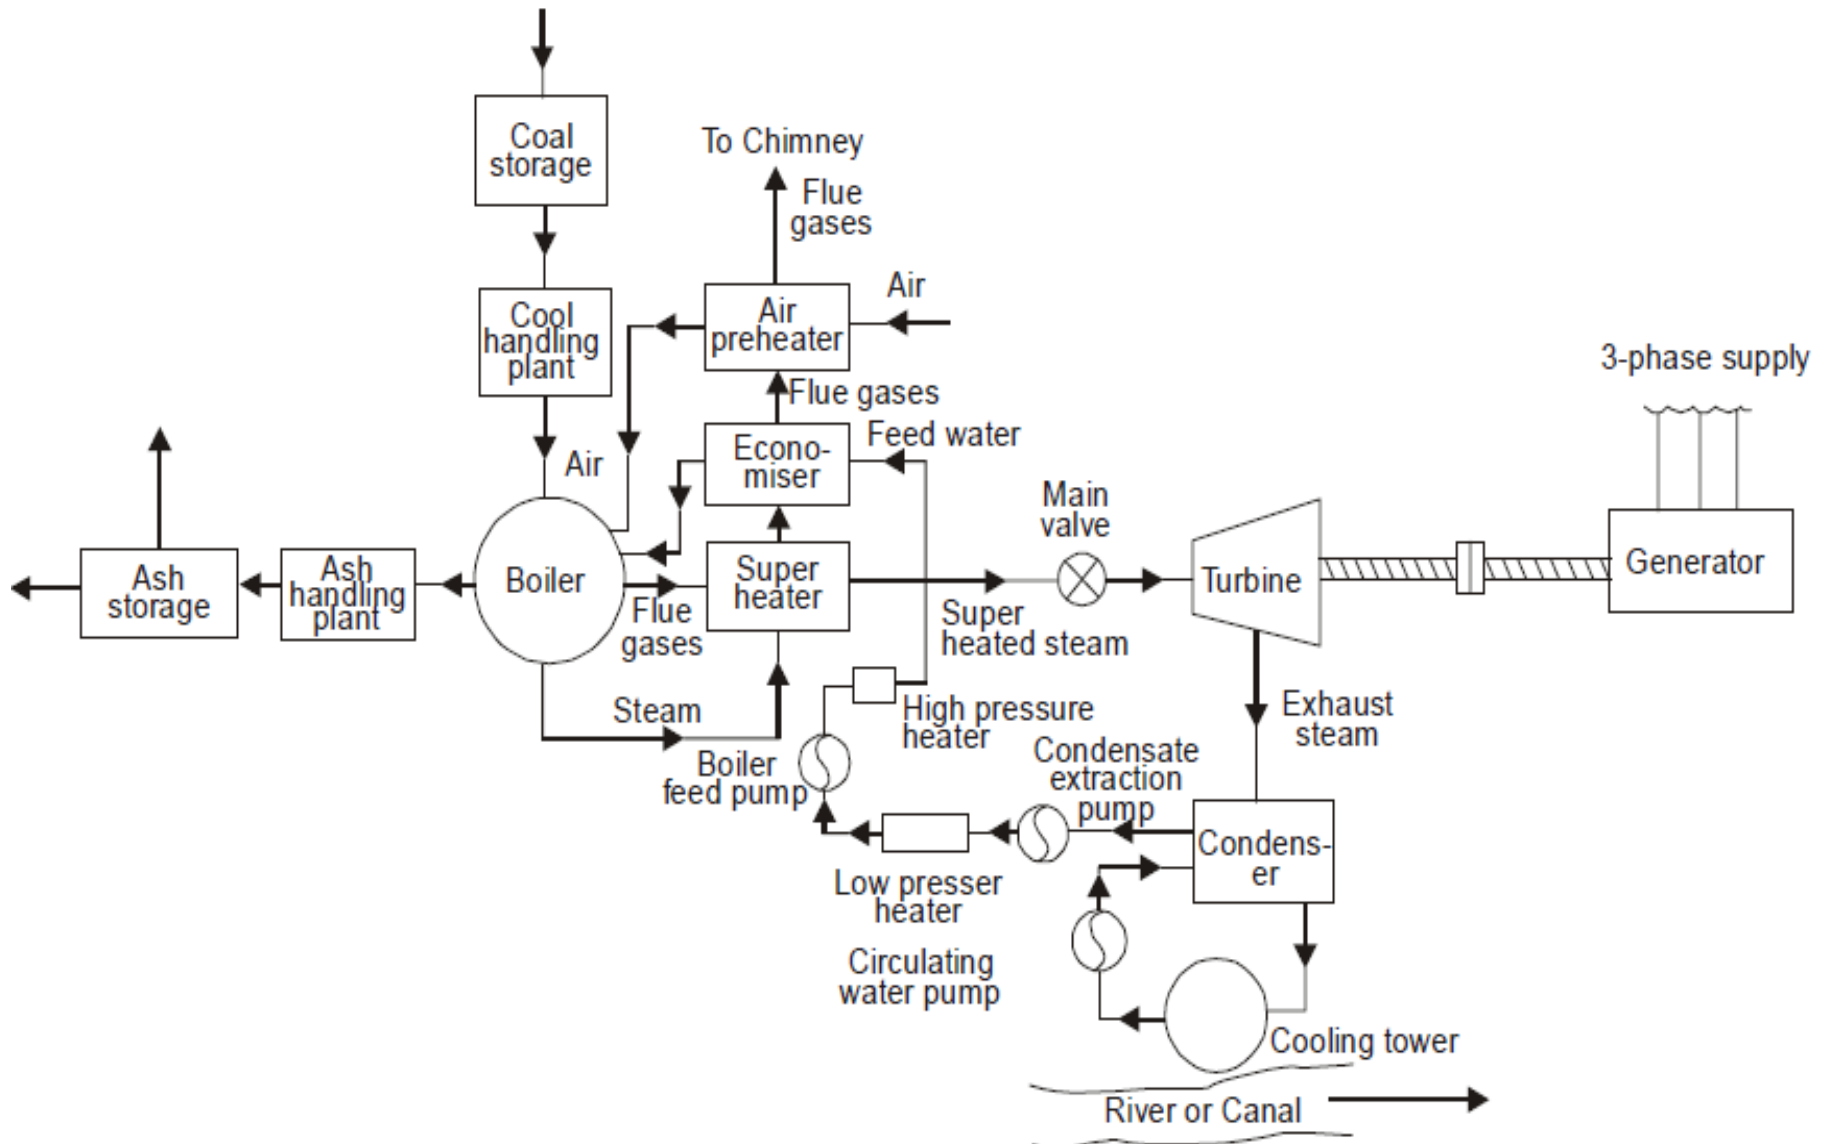 Coal
storage
To Chimney
Flue
gases
Air
Cool
handling
plant
Air
preheater
3-phase supply
Flue gases
Feed water
Econo-
miser
Air
Main
valve
Ash
storage
Ash
handling
plant
Boiler
Flue
gases
Super
heater
Super
heated steam
Turbine
Generator
Steam
High pressure
heater
Exhaust
steam
Boiler
feed pump
Condensate
extraction
pump
Condens-
er
Low presser
heater
Circulating
water pump
Cooling tower
River or Canal